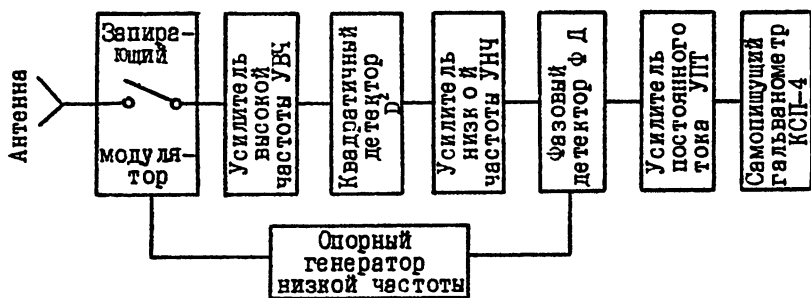 Антенна
Запира-
ющий
модуля-
тор
Усилитель
высокой
частоты УВЧ
Квадратичный
детектор
D²
Усилитель
низкой
частоты УНЧ
Фазовый
детектор ФД
Усилитель
постоянного
тока УПТ
Самопишущий
гальванометр
КСП-4
Опорный
генератор
низкой частоты